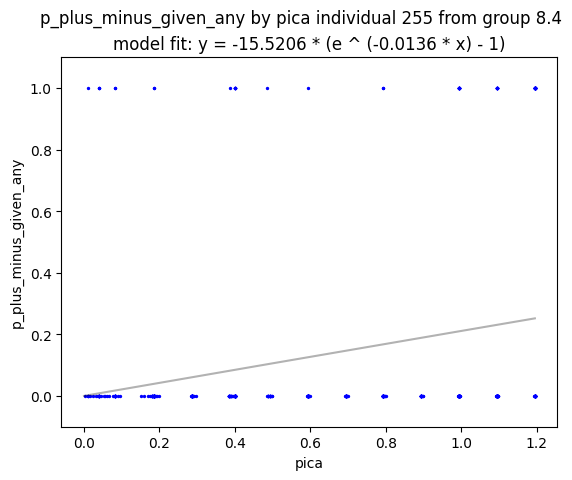 p_plus_minus_given_any by pica individual 255 from group 8.4
model fit: y = -15.5206 * (e ^ (-0.0136 * x) - 1)
p_plus_minus_given_any
1.0
0.8
0.6
0.4
0.2
0.0
0.0 0.2 0.4 0.6 0.8 1.0 1.2
pica